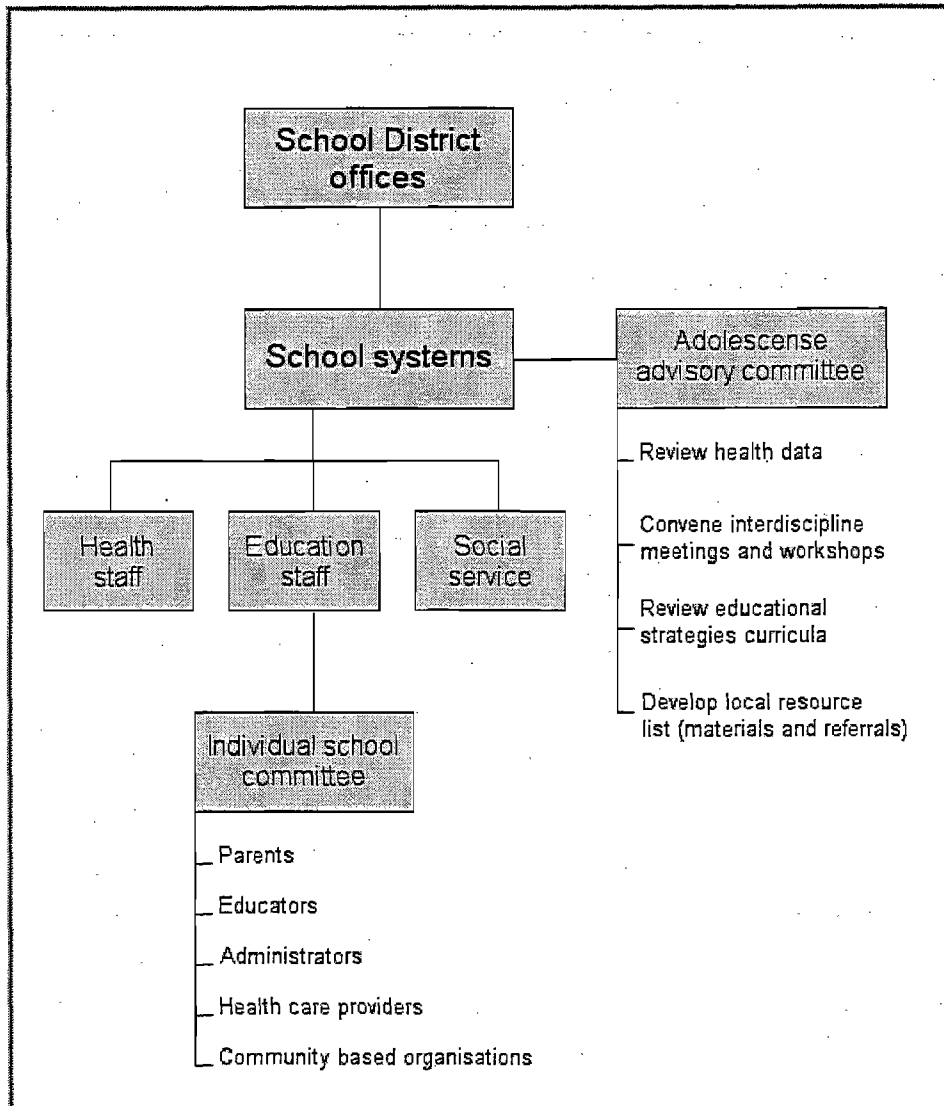 School District
offices
School systems
Adolescense
advisory committee
Review health data
Convene interdiscipline
meetings and workshops
Review educational
strategies curricula
Develop local resource
list (materials and referrals)
Health
staff
Education
staff
Social
service
Individual school
committee
Parents
Educators
Administrators
Health care providers
Community based organisations